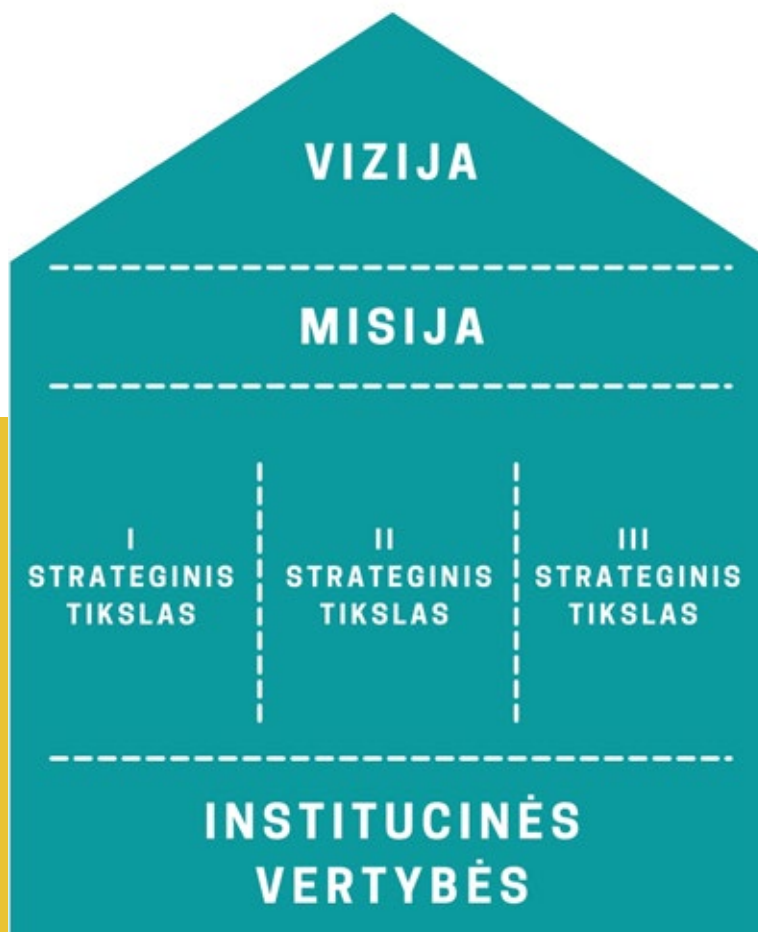 VIZIJA
MISIJA
I
STRATEGINIS
TIKSLAS
II
STRATEGINIS
TIKSLAS
III
STRATEGINIS
TIKSLAS
INSTITUCINĖS
VERTYBĖS